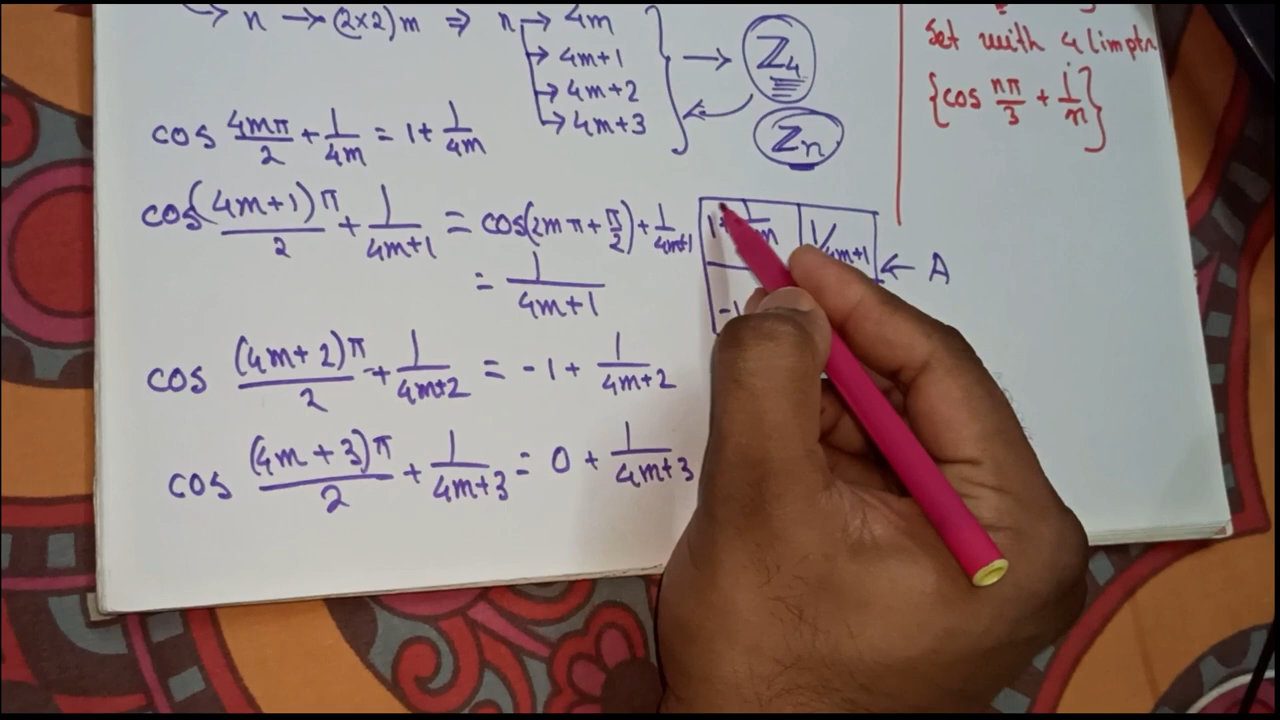 ↳ n → (2×2)m ⇒ n → 4m
→ 4m+1
→ 4m+2
→ 4m+3
→ Z₄
Zₙ
cos 4mπ/2 + 1/4m = 1 + 1/4m
cos (4m+1)π/2 + 1/4m+1 = cos(2mπ + π/2) + 1/4m+1
= 1/4m+1
cos (4m+2)π/2 + 1/4m+2 = -1 + 1/4m+2
cos (4m+3)π/2 + 1/4m+3 = 0 + 1/4m+3
1/4m+1 ← A
-1
Set with 4 limptn
{cos nπ/3 + 1/n}